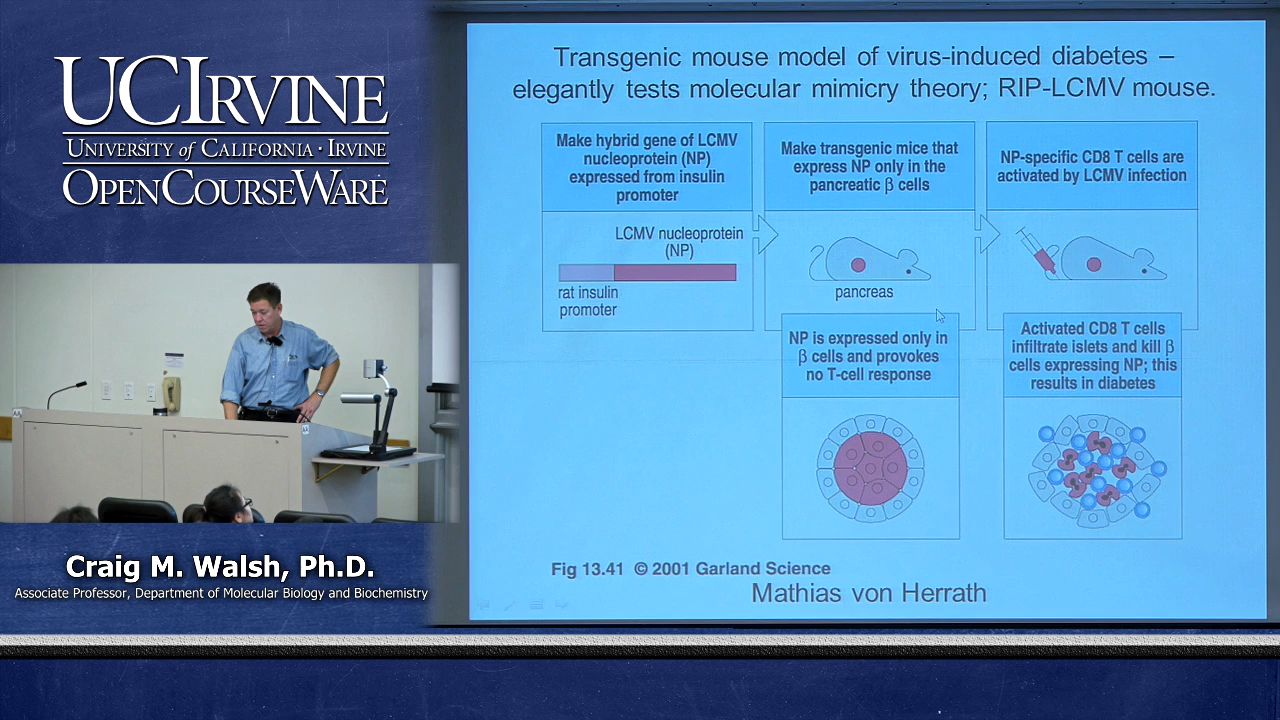 UCIRVINE
UNIVERSITY of CALIFORNIA · IRVINE
OPENCOURSEWARE
Craig M. Walsh, Ph.D.
Associate Professor, Department of Molecular Biology and Biochemistry
Transgenic mouse model of virus-induced diabetes –
elegantly tests molecular mimicry theory; RIP-LCMV mouse.
Make hybrid gene of LCMV
nucleoprotein (NP)
expressed from insulin
promoter
LCMV nucleoprotein
(NP)
rat insulin
promoter
Make transgenic mice that
express NP only in the
pancreatic β cells
pancreas
NP-specific CD8 T cells are
activated by LCMV infection
NP is expressed only in
β cells and provokes
no T-cell response
Activated CD8 T cells
infiltrate islets and kill β
cells expressing NP; this
results in diabetes
Fig 13.41 © 2001 Garland Science
Mathias von Herrath